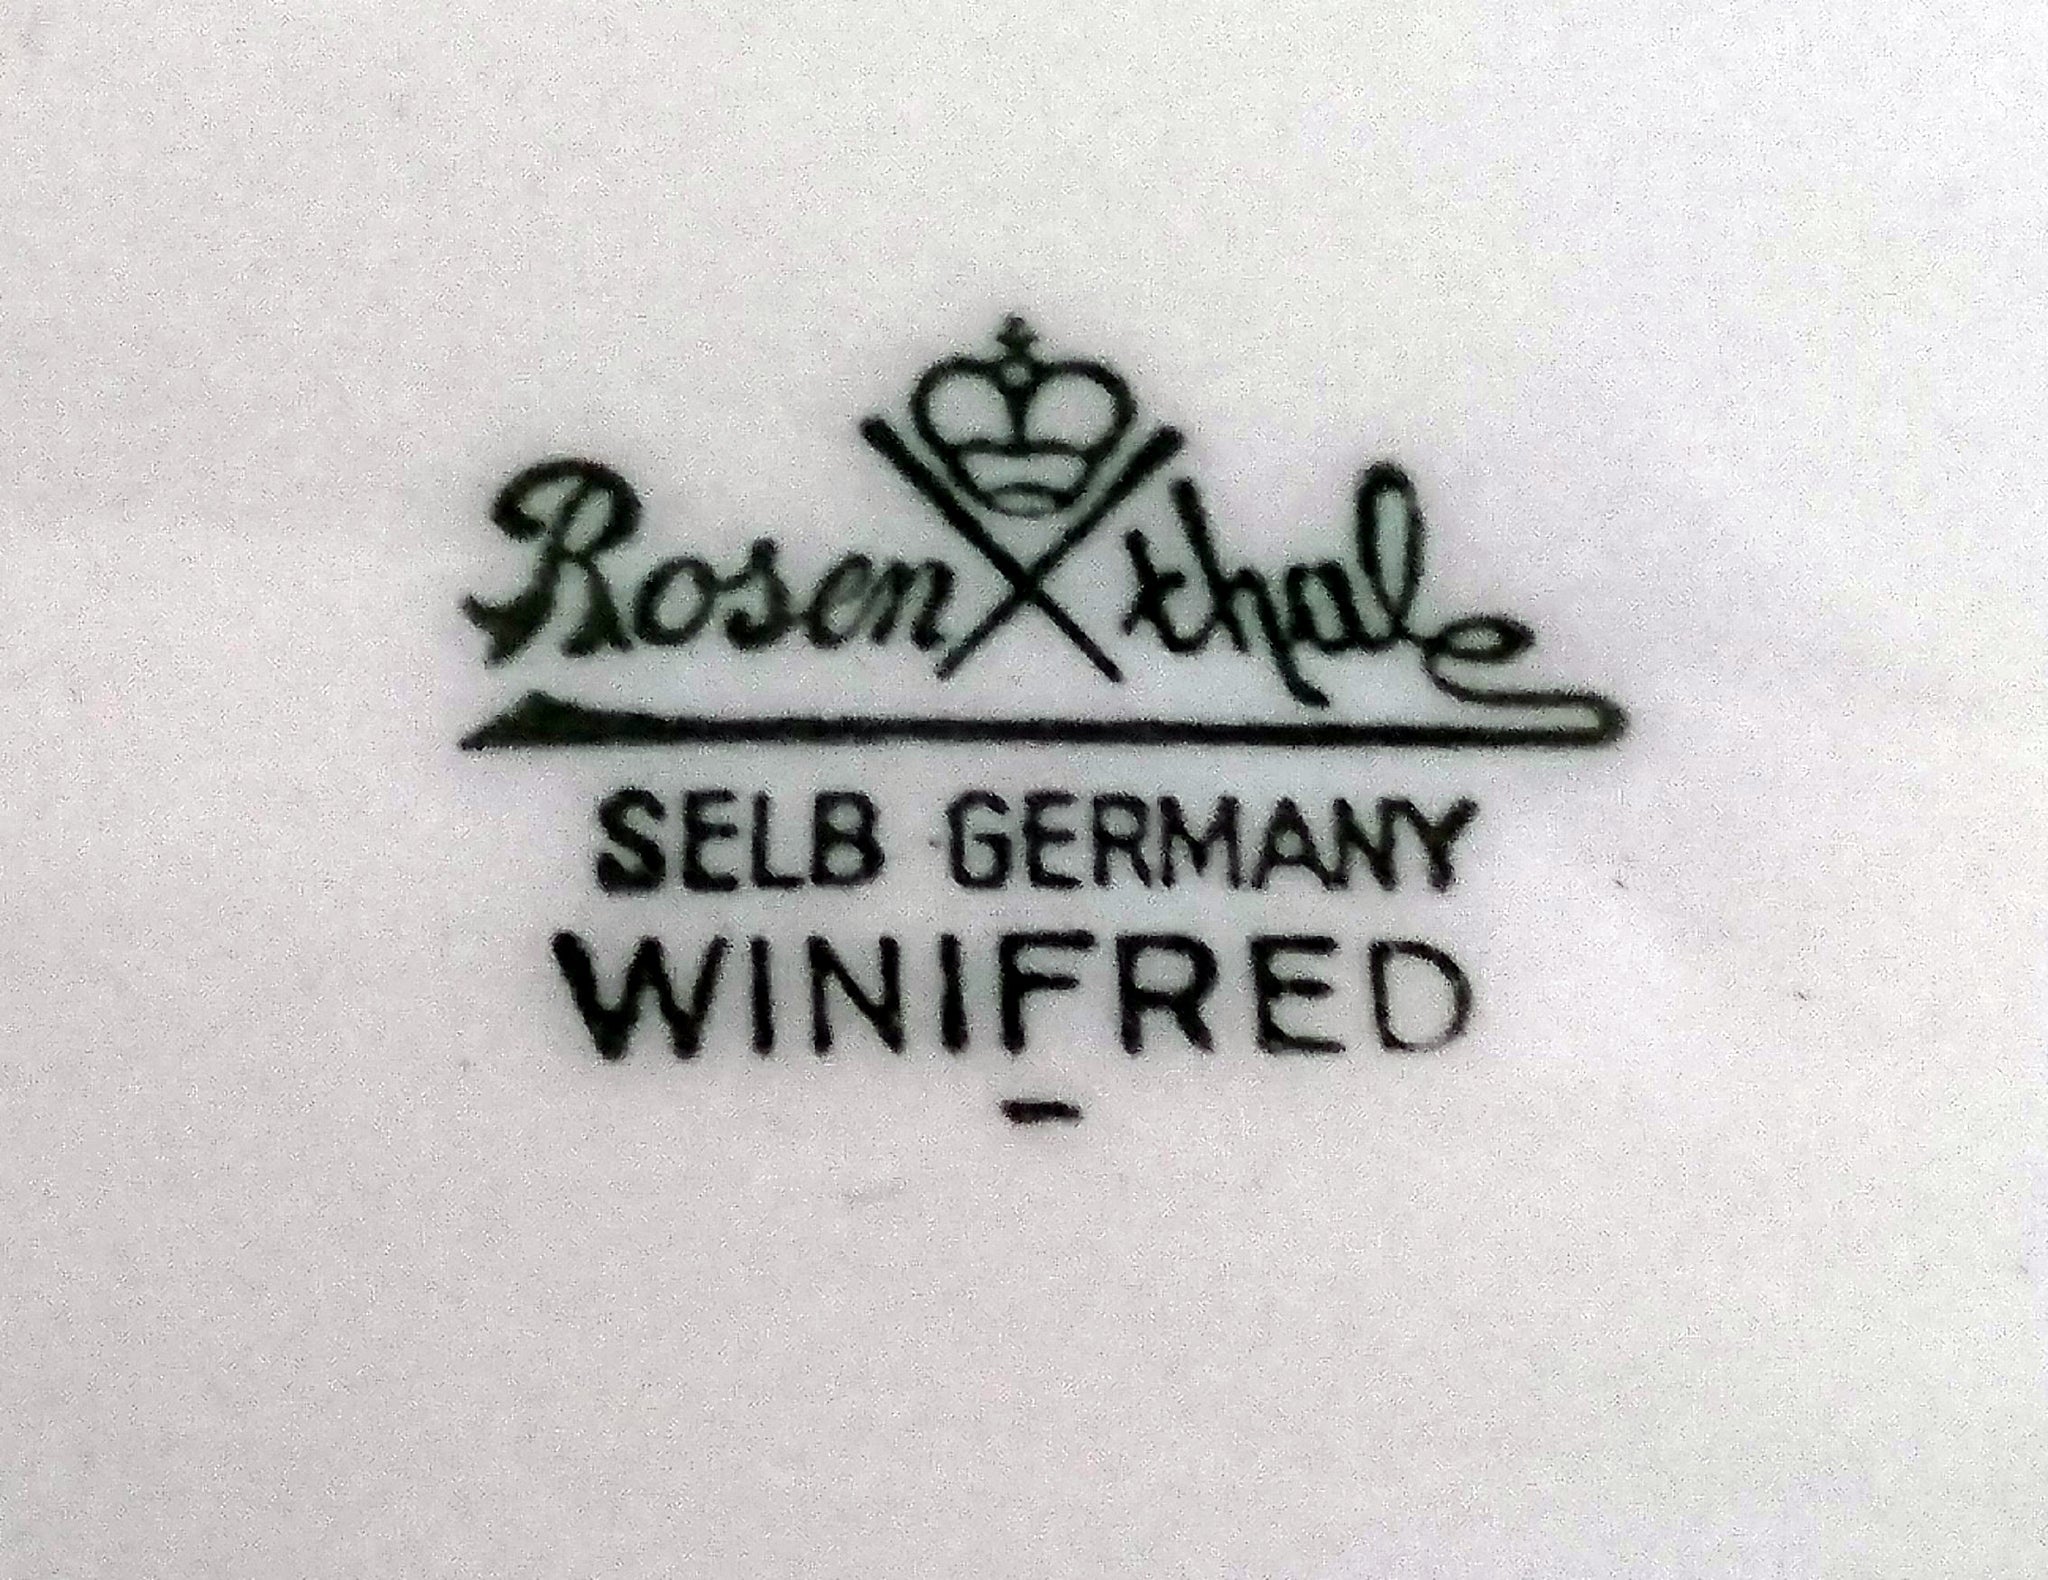 Rosenthal
SELB GERMANY
WINIFRED